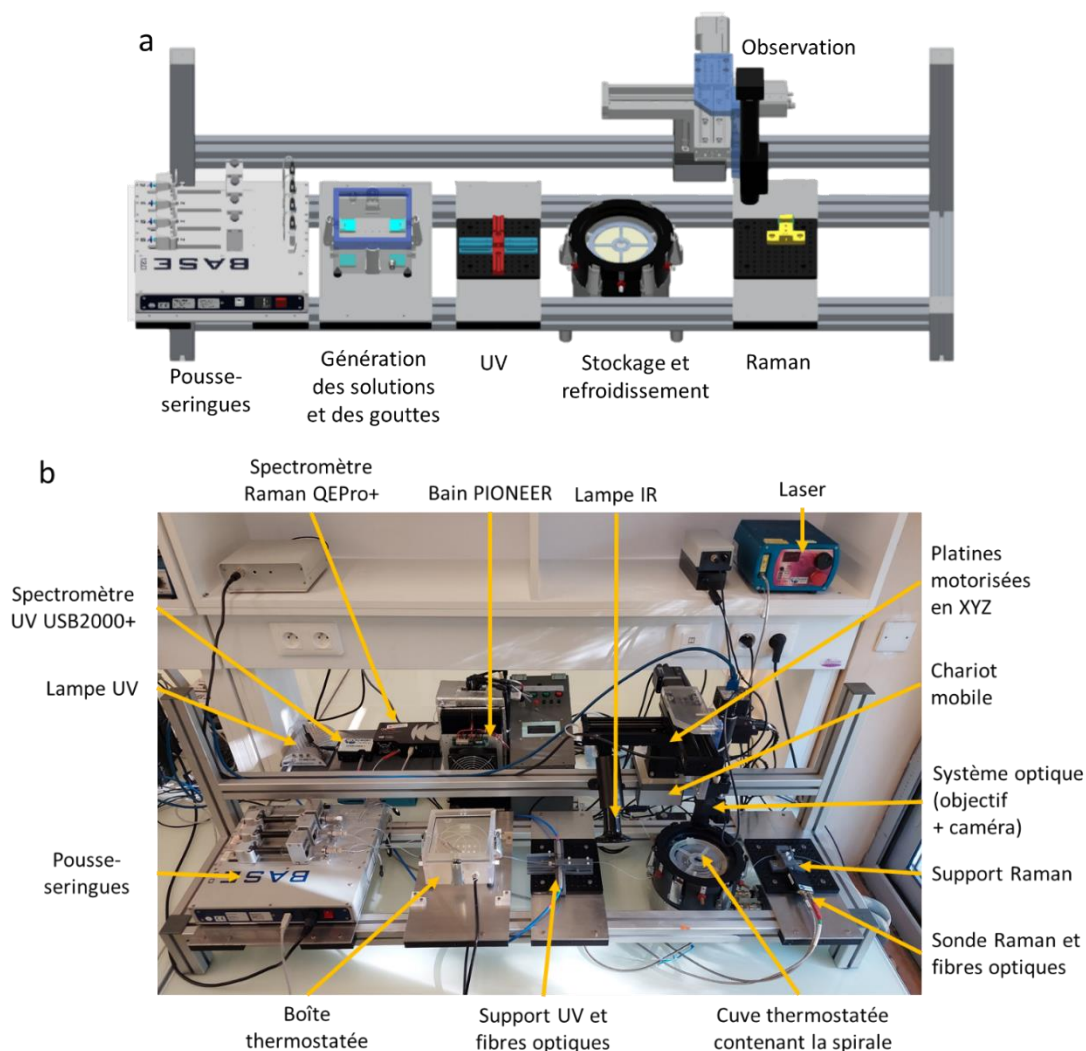 a
Observation
BASE
Pousse-
seringues
Génération
des solutions
et des gouttes
UV
Stockage et
refroidissement
Raman
b
Spectromètre
Raman QEPro+
Bain PIONEER
Lampe IR
Laser
Spectromètre
UV USB2000+
Platines
motorisées
en XYZ
Lampe UV
Chariot
mobile
Système optique
(objectif
+ caméra)
Pousse-
seringues
BASE
Support Raman
Sonde Raman et
fibres optiques
Boîte
thermostatée
Support UV et
fibres optiques
Cuve thermostatée
contenant la spirale